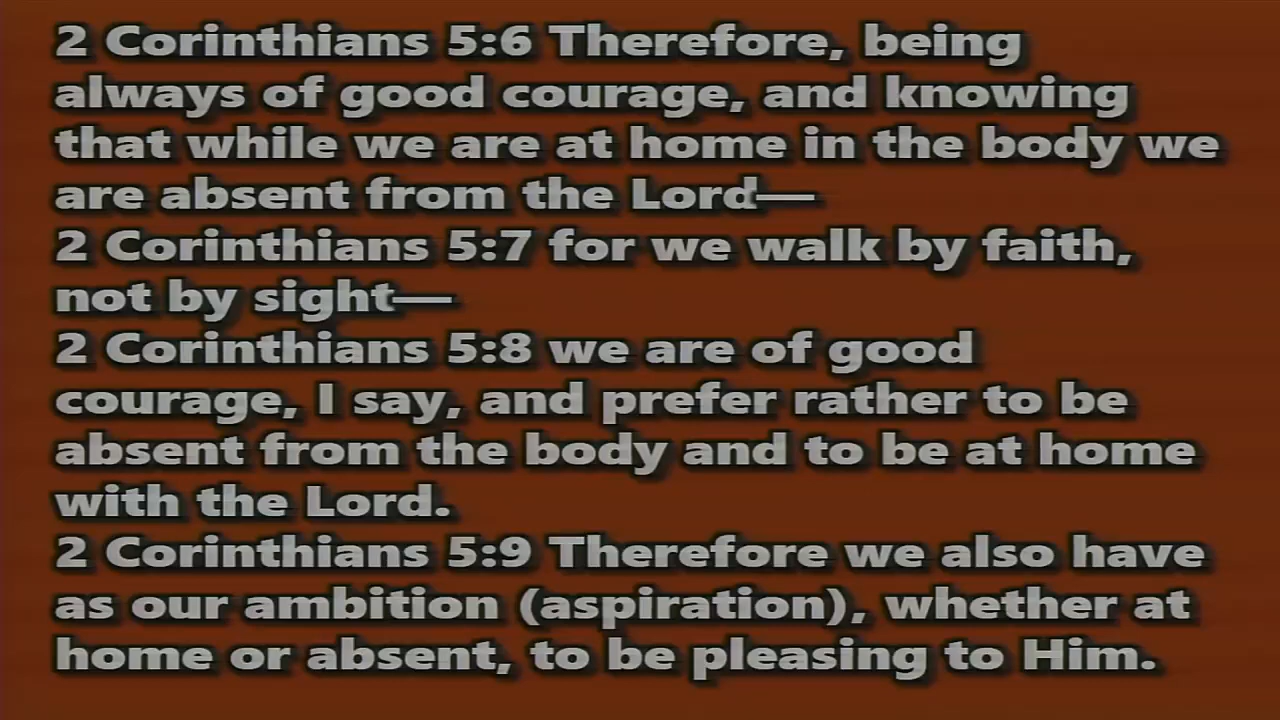 2 Corinthians 5:6 Therefore, being
always of good courage, and knowing
that while we are at home in the body we
are absent from the Lord—
2 Corinthians 5:7 for we walk by faith,
not by sight—
2 Corinthians 5:8 we are of good
courage, I say, and prefer rather to be
absent from the body and to be at home
with the Lord.
2 Corinthians 5:9 Therefore we also have
as our ambition (aspiration), whether at
home or absent, to be pleasing to Him.